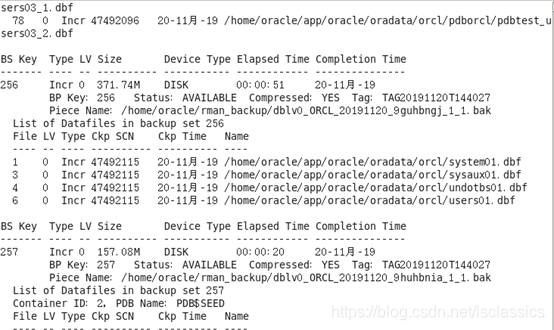 sers03_1.dbf
78 0 Incr 47492096 20-11月-19 /home/oracle/app/oracle/oradata/orcl/pdborcl/pdbtest_u
sers03_2.dbf
BS Key Type LV Size Device Type Elapsed Time Completion Time
------- ---- -- ---------- ----------- ------------ ---------------
256 Incr 0 371.74M DISK 00:00:51 20-11月-19
BP Key: 256 Status: AVAILABLE Compressed: YES Tag: TAG20191120T144027
Piece Name: /home/oracle/rman_backup/dblv0_ORCL_20191120_9guhbngj_1_1.bak
List of Datafiles in backup set 256
File LV Type Ckp SCN Ckp Time Name
---- -- ---- ---------- ---------- ----
1 0 Incr 47492115 20-11月-19 /home/oracle/app/oracle/oradata/orcl/system01.dbf
3 0 Incr 47492115 20-11月-19 /home/oracle/app/oracle/oradata/orcl/sysaux01.dbf
4 0 Incr 47492115 20-11月-19 /home/oracle/app/oracle/oradata/orcl/undotbs01.dbf
6 0 Incr 47492115 20-11月-19 /home/oracle/app/oracle/oradata/orcl/users01.dbf
BS Key Type LV Size Device Type Elapsed Time Completion Time
------- ---- -- ---------- ----------- ------------ ---------------
257 Incr 0 157.08M DISK 00:00:20 20-11月-19
BP Key: 257 Status: AVAILABLE Compressed: YES Tag: TAG20191120T144027
Piece Name: /home/oracle/rman_backup/dblv0_ORCL_20191120_9huhbnia_1_1.bak
List of Datafiles in backup set 257
Container ID: 2, PDB Name: PDB$SEED
File LV Type Ckp SCN Ckp Time Name
---- -- ---- ---------- ---------- ----
https://blog.csdn.net/lsclassics